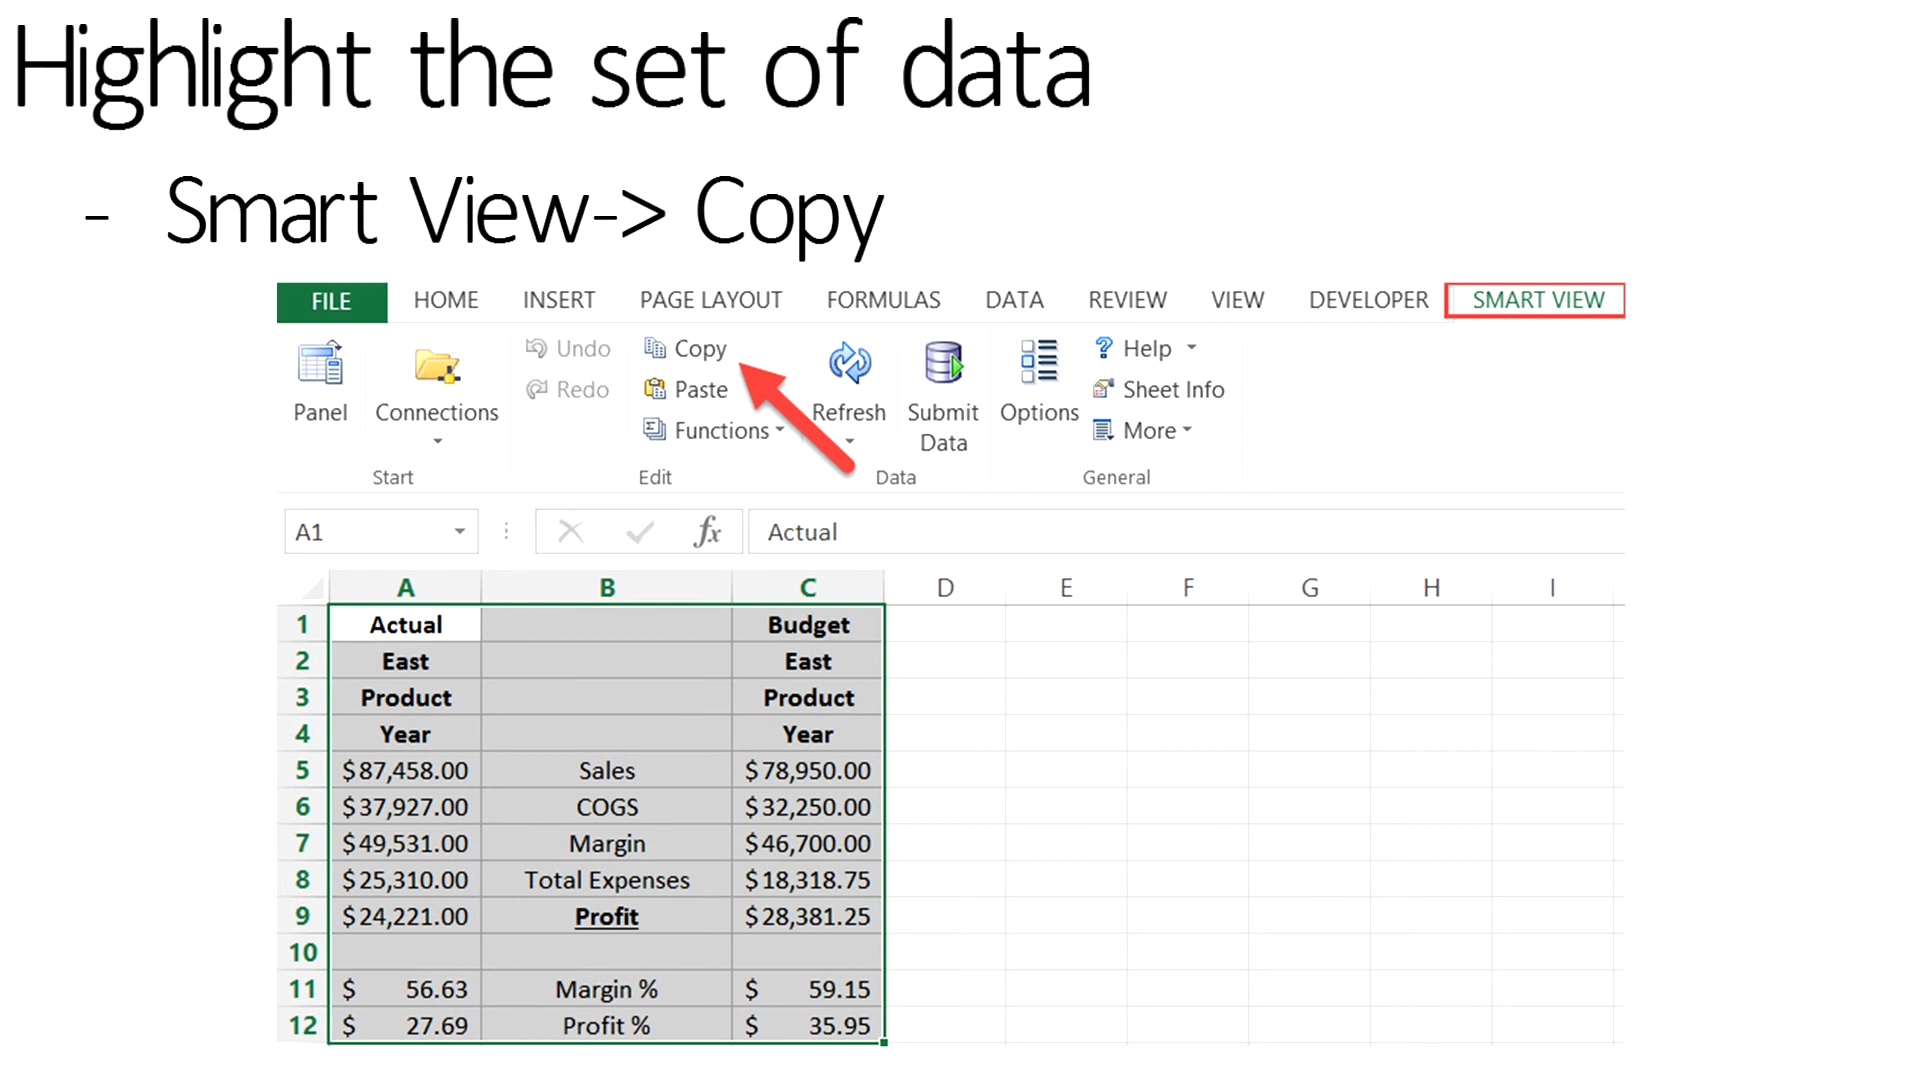 Highlight the set of data
- Smart View-> Copy
FILE HOME INSERT PAGE LAYOUT FORMULAS DATA REVIEW VIEW DEVELOPER SMART VIEW
Undo Copy ? Help
Redo Paste Sheet Info
Panel Connections Functions Refresh Submit Data Options More
Start Edit Data General
A1 fx Actual
A B C D E F G H I
1 Actual Budget
2 East East
3 Product Product
4 Year Year
5 $87,458.00 Sales $78,950.00
6 $37,927.00 COGS $32,250.00
7 $49,531.00 Margin $46,700.00
8 $25,310.00 Total Expenses $18,318.75
9 $24,221.00 Profit $28,381.25
10
11 $ 56.63 Margin % $ 59.15
12 $ 27.69 Profit % $ 35.95